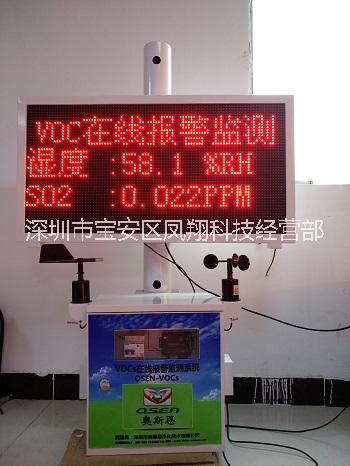 VOC在线报警监测
湿度 :58.1 %RH
SO2 :0.022PPM
深圳市宝安区凤翔科技经营部
VOCs在线报警监测系统
OSEN-VOCs
OSEN
奥斯恩